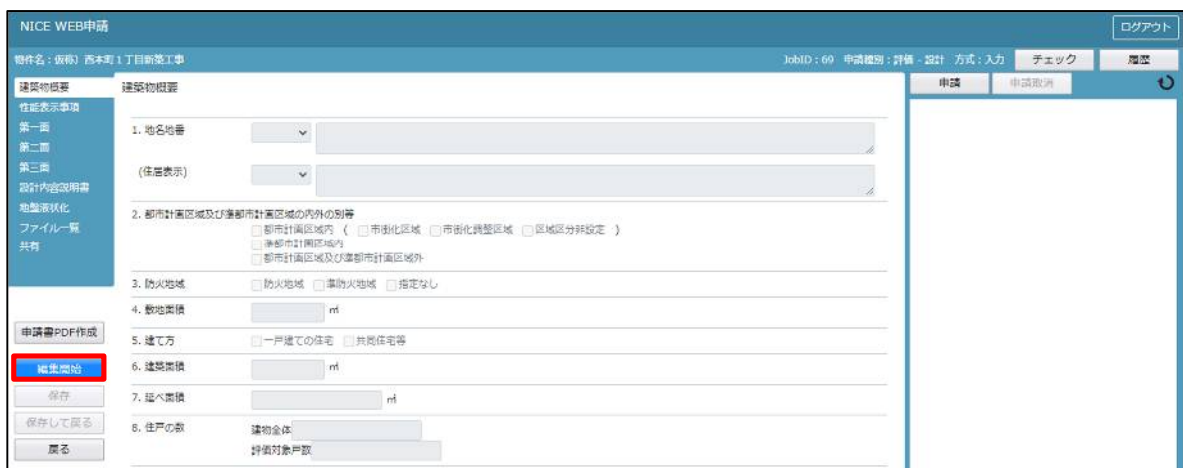 NICE WEB申請
ログアウト
物件名：仮称）西本町１丁目新築工事
JobID：69 申請種別：評価 - 設計 方式：入力
チェック
履歴
建築物概要
性能表示事項
第一面
第二面
第三面
設計内容説明書
地盤液状化
ファイル一覧
共有
申請書PDF作成
編集開始
保存
保存して戻る
戻る
建築物概要
1. 地名地番
(住居表示)
2. 都市計画区域及び準都市計画区域の内外の別等
都市計画区域内 ( 市街化区域 市街化調整区域 区域区分非設定 )
準都市計画区域内
都市計画区域及び準都市計画区域外
3. 防火地域 防火地域 準防火地域 指定なし
4. 敷地面積 ㎡
5. 建て方 一戸建ての住宅 共同住宅等
6. 建築面積 ㎡
7. 延べ面積 ㎡
8. 住戸の数 建物全体
評価対象戸数
申請
申請取消